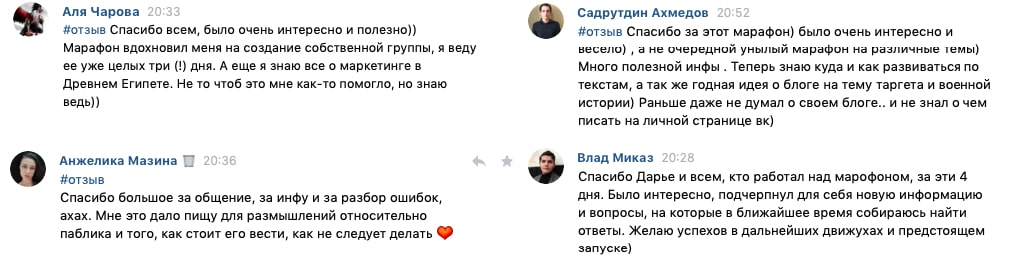 Аля Чарова 20:33
#отзыв Спасибо всем, было очень интересно и полезно))
Марафон вдохновил меня на создание собственной группы, я веду
ее уже целых три (!) дня. А еще я знаю все о маркетинге в
Древнем Египете. Не то чтоб это мне как-то помогло, но знаю
ведь))
Анжелика Мазина 20:36
#отзыв
Спасибо большое за общение, за инфу и за разбор ошибок,
ахах. Мне это дало пищу для размышлений относительно
паблика и того, как стоит его вести, как не следует делать ❤
Садрутдин Ахмедов 20:52
#отзыв Спасибо за этот марафон) было очень интересно и
весело) , а не очередной унылый марафон на различные темы)
Много полезной инфы . Теперь знаю куда и как развиваться по
текстам, а так же годная идея о блоге на тему таргета и военной
истории) Раньше даже не думал о своем блоге.. и не знал о чем
писать на личной странице вк)
Влад Миказ 20:28
Спасибо Дарье и всем, кто работал над марофоном, за эти 4
дня. Было интересно, подчерпнул для себя новую информацию
и вопросы, на которые в ближайшее время собираюсь найти
ответы. Желаю успехов в дальнейших движухах и предстоящем
запуске)